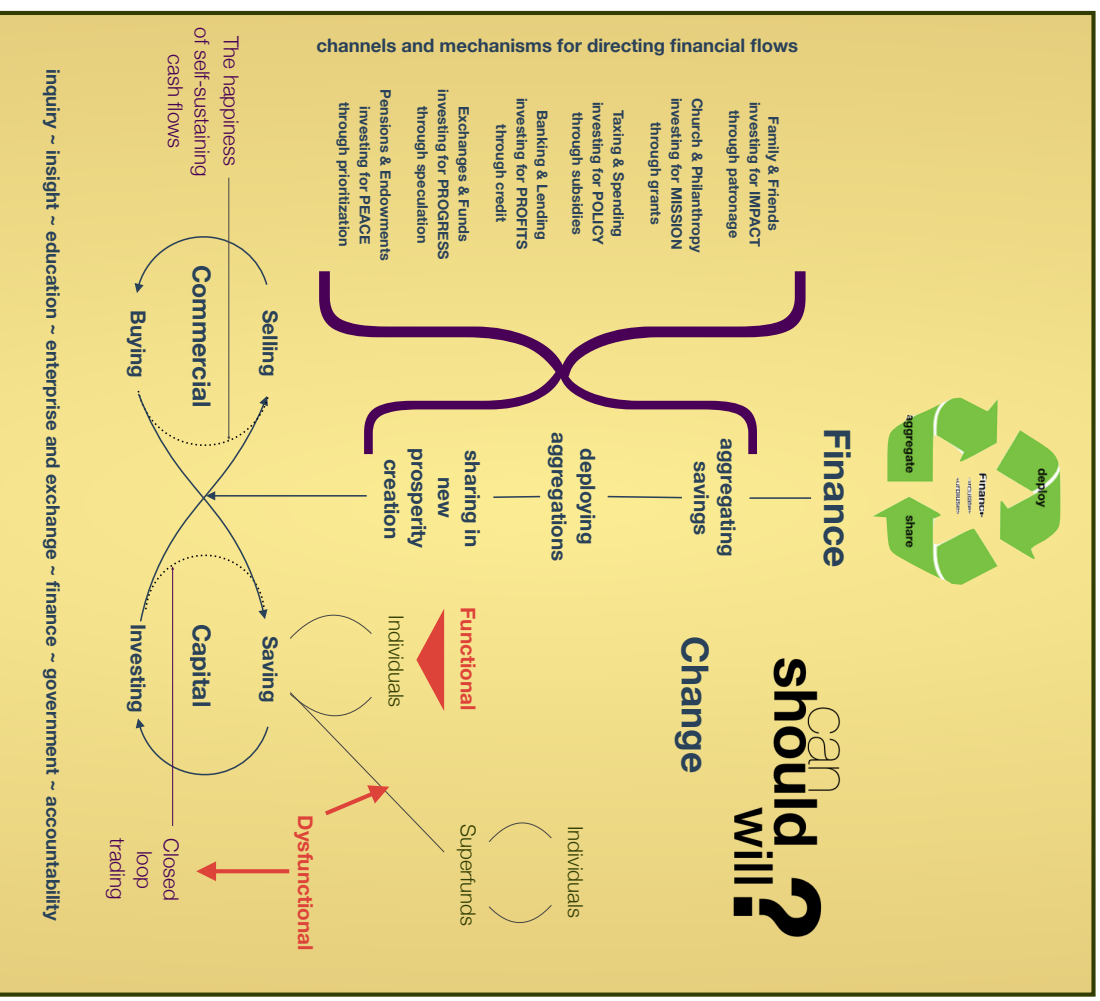 deploy
aggregate
share
Finance
circulates
surpluses
Finance
can
should
will
?
Change
aggregating
savings
deploying
aggregations
sharing in
new
prosperity
creation
channels and mechanisms for directing financial flows
Family & Friends
investing for IMPACT
through patronage
Church & Philanthropy
investing for MISSION
through grants
Taxing & Spending
investing for POLICY
through subsidies
Banking & Lending
investing for PROFITS
through credit
Exchanges & Funds
investing for PROGRESS
through speculation
Pensions & Endowments
investing for PEACE
through prioritization
Individuals
Superfunds
Functional
Individuals
Dysfunctional
The happiness
of self-sustaining
cash flows
Selling
Commercial
Buying
Saving
Capital
Investing
Closed
loop
trading
inquiry ~ insight ~ education ~ enterprise and exchange ~ finance ~ government ~ accountability